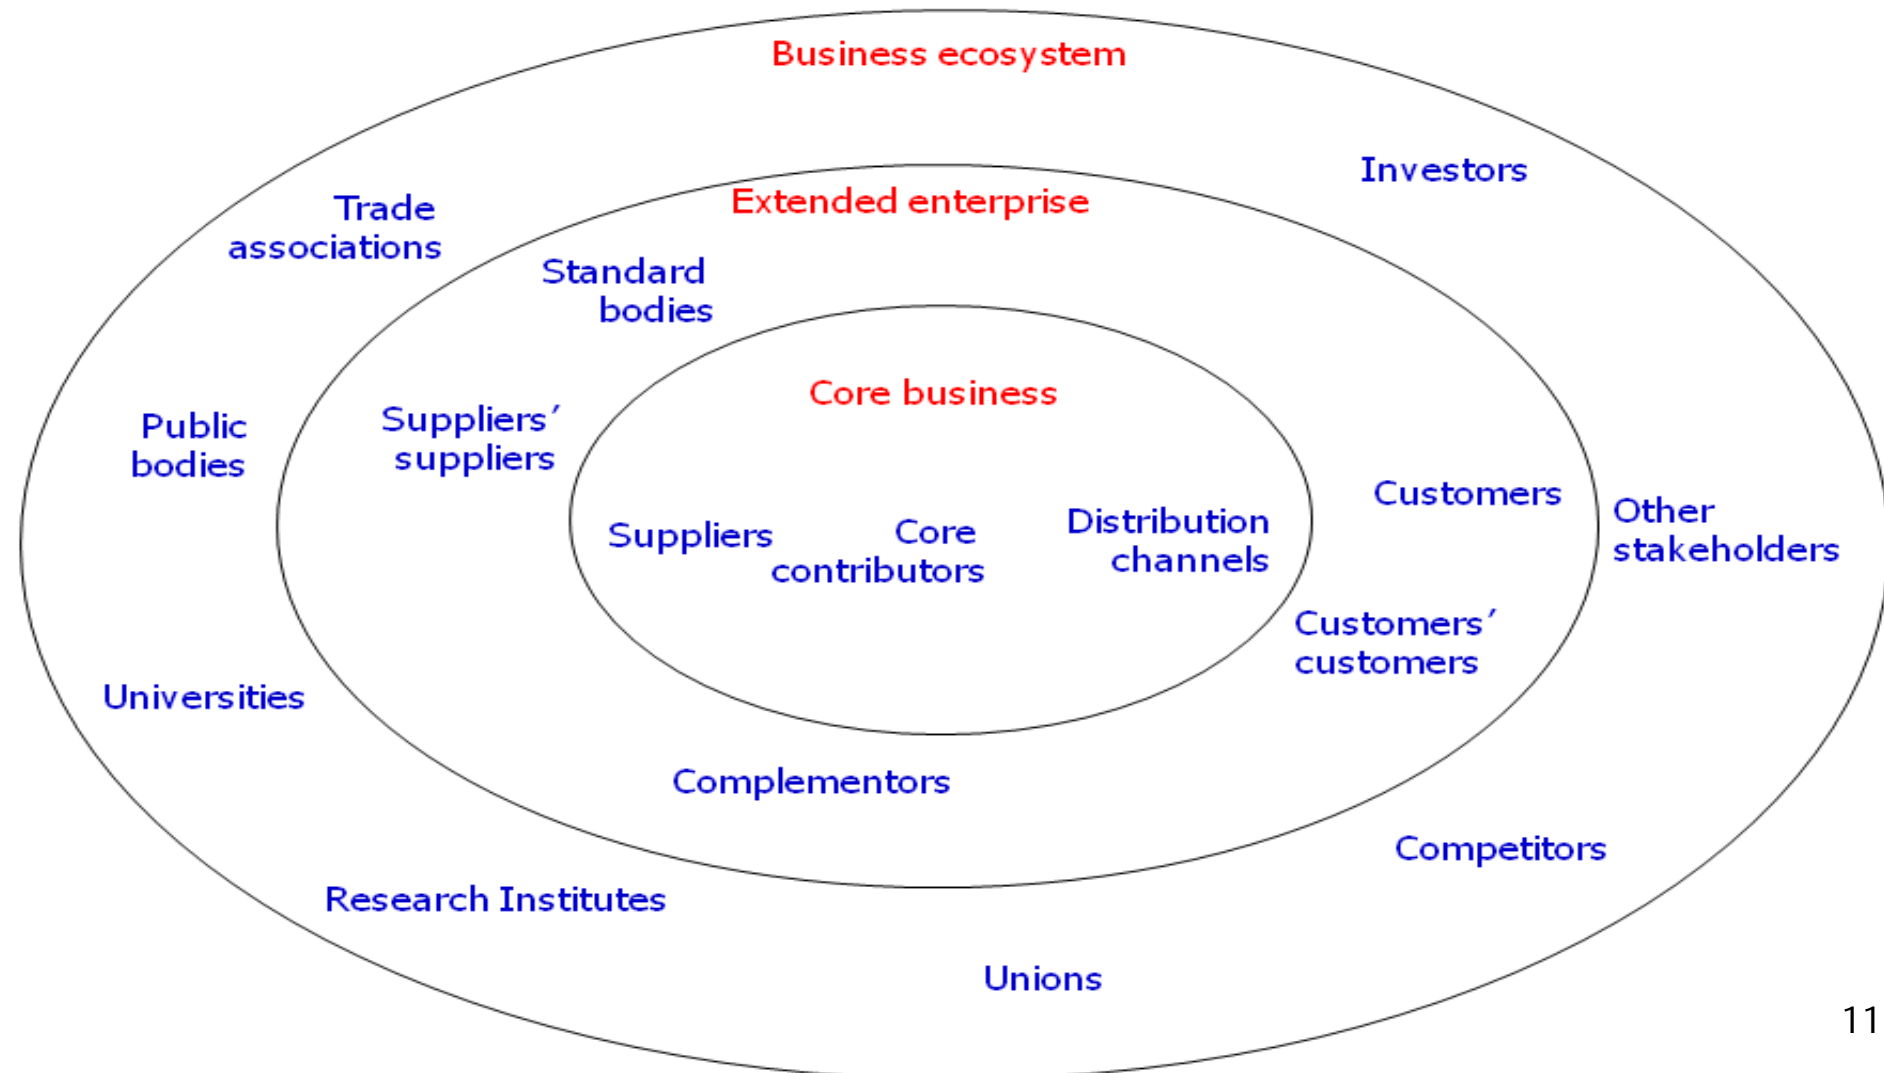 Business ecosystem
Investors
Extended enterprise
Trade
associations
Standard
bodies
Core business
Public
bodies
Suppliers’
suppliers
Customers
Other
stakeholders
Suppliers
Core
contributors
Distribution
channels
Customers’
customers
Universities
Complementors
Competitors
Research Institutes
Unions
11